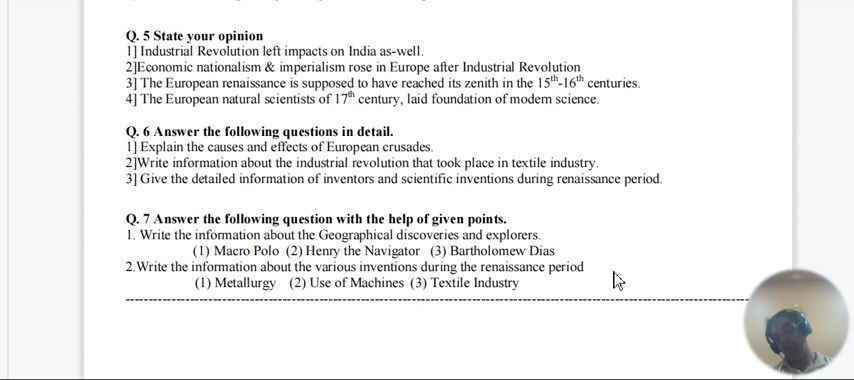 Q. 5 State your opinion
1] Industrial Revolution left impacts on India as-well.
2]Economic nationalism & imperialism rose in Europe after Industrial Revolution
3] The European renaissance is supposed to have reached its zenith in the 15th-16th centuries.
4] The European natural scientists of 17th century, laid foundation of modern science.
Q. 6 Answer the following questions in detail.
1] Explain the causes and effects of European crusades.
2]Write information about the industrial revolution that took place in textile industry.
3] Give the detailed information of inventors and scientific inventions during renaissance period.
Q. 7 Answer the following question with the help of given points.
1. Write the information about the Geographical discoveries and explorers.
(1) Macro Polo (2) Henry the Navigator (3) Bartholomew Dias
2.Write the information about the various inventions during the renaissance period
(1) Metallurgy (2) Use of Machines (3) Textile Industry